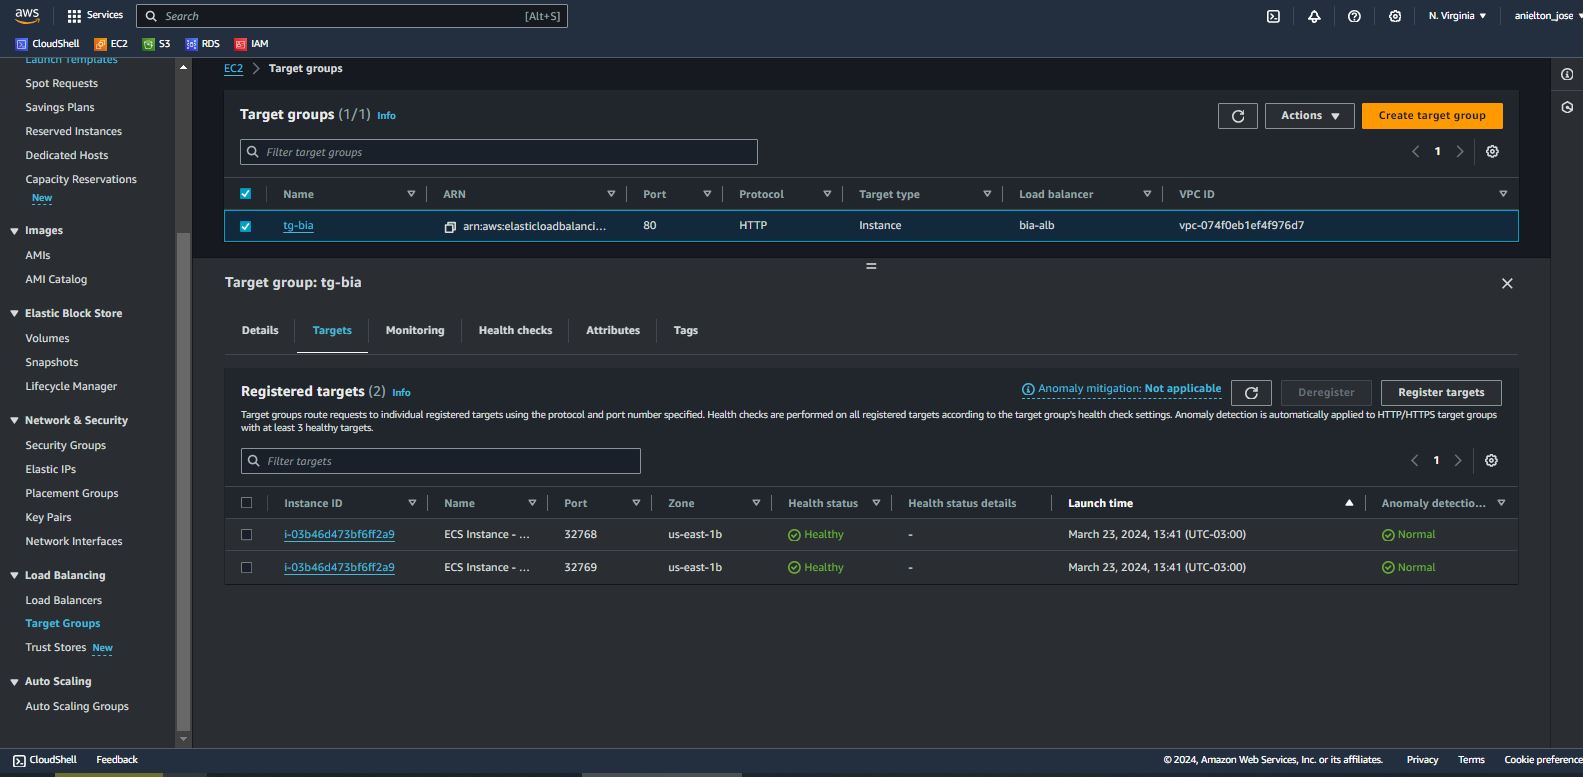 aws Services Search [Alt+S] N. Virginia anielton_jose
CloudShell EC2 S3 RDS IAM
Launch Templates
Spot Requests
Savings Plans
Reserved Instances
Dedicated Hosts
Capacity Reservations
New
Images
AMIs
AMI Catalog
Elastic Block Store
Volumes
Snapshots
Lifecycle Manager
Network & Security
Security Groups
Elastic IPs
Placement Groups
Key Pairs
Network Interfaces
Load Balancing
Load Balancers
Target Groups
Trust Stores New
Auto Scaling
Auto Scaling Groups
EC2 Target groups
Target groups (1/1) Info Actions Create target group
Filter target groups 1
Name ARN Port Protocol Target type Load balancer VPC ID
tg-bia arn:aws:elasticloadbalanci... 80 HTTP Instance bia-alb vpc-074f0eb1ef4f976d7
Target group: tg-bia
Details Targets Monitoring Health checks Attributes Tags
Registered targets (2) Info Anomaly mitigation: Not applicable Deregister Register targets
Target groups route requests to individual registered targets using the protocol and port number specified. Health checks are performed on all registered targets according to the target group's health check settings. Anomaly detection is automatically applied to HTTP/HTTPS target groups
with at least 3 healthy targets.
Filter targets 1
Instance ID Name Port Zone Health status Health status details Launch time Anomaly detectio...
i-03b46d473bf6ff2a9 ECS Instance - ... 32768 us-east-1b Healthy - March 23, 2024, 13:41 (UTC-03:00) Normal
i-03b46d473bf6ff2a9 ECS Instance - ... 32769 us-east-1b Healthy - March 23, 2024, 13:41 (UTC-03:00) Normal
CloudShell Feedback © 2024, Amazon Web Services, Inc. or its affiliates. Privacy Terms Cookie preference